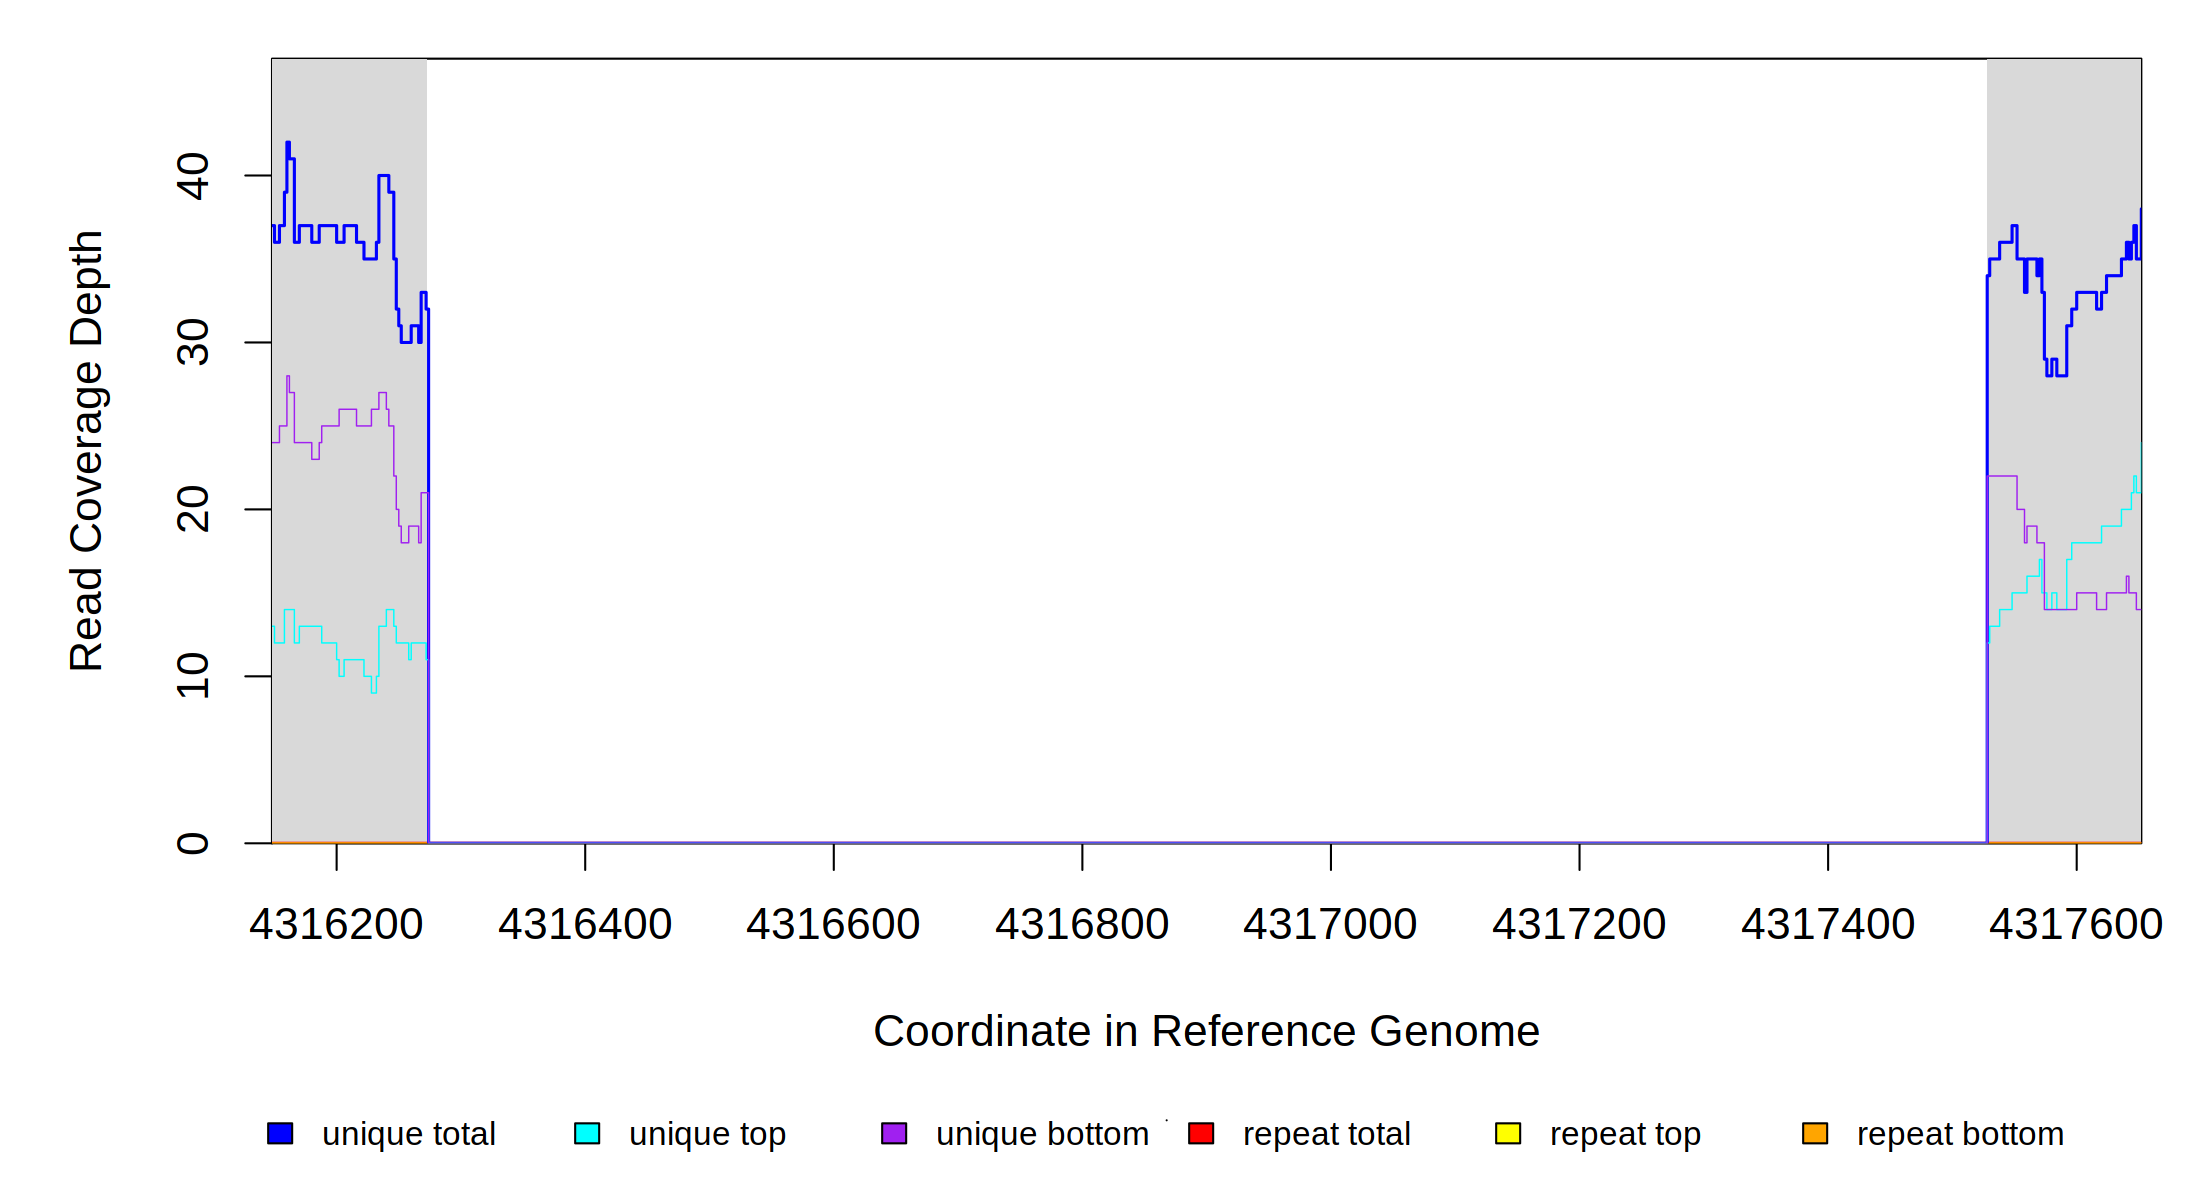 Read Coverage Depth
40
30
20
10
0
4316200 4316400 4316600 4316800 4317000 4317200 4317400 4317600
Coordinate in Reference Genome
unique total unique top unique bottom repeat total repeat top repeat bottom